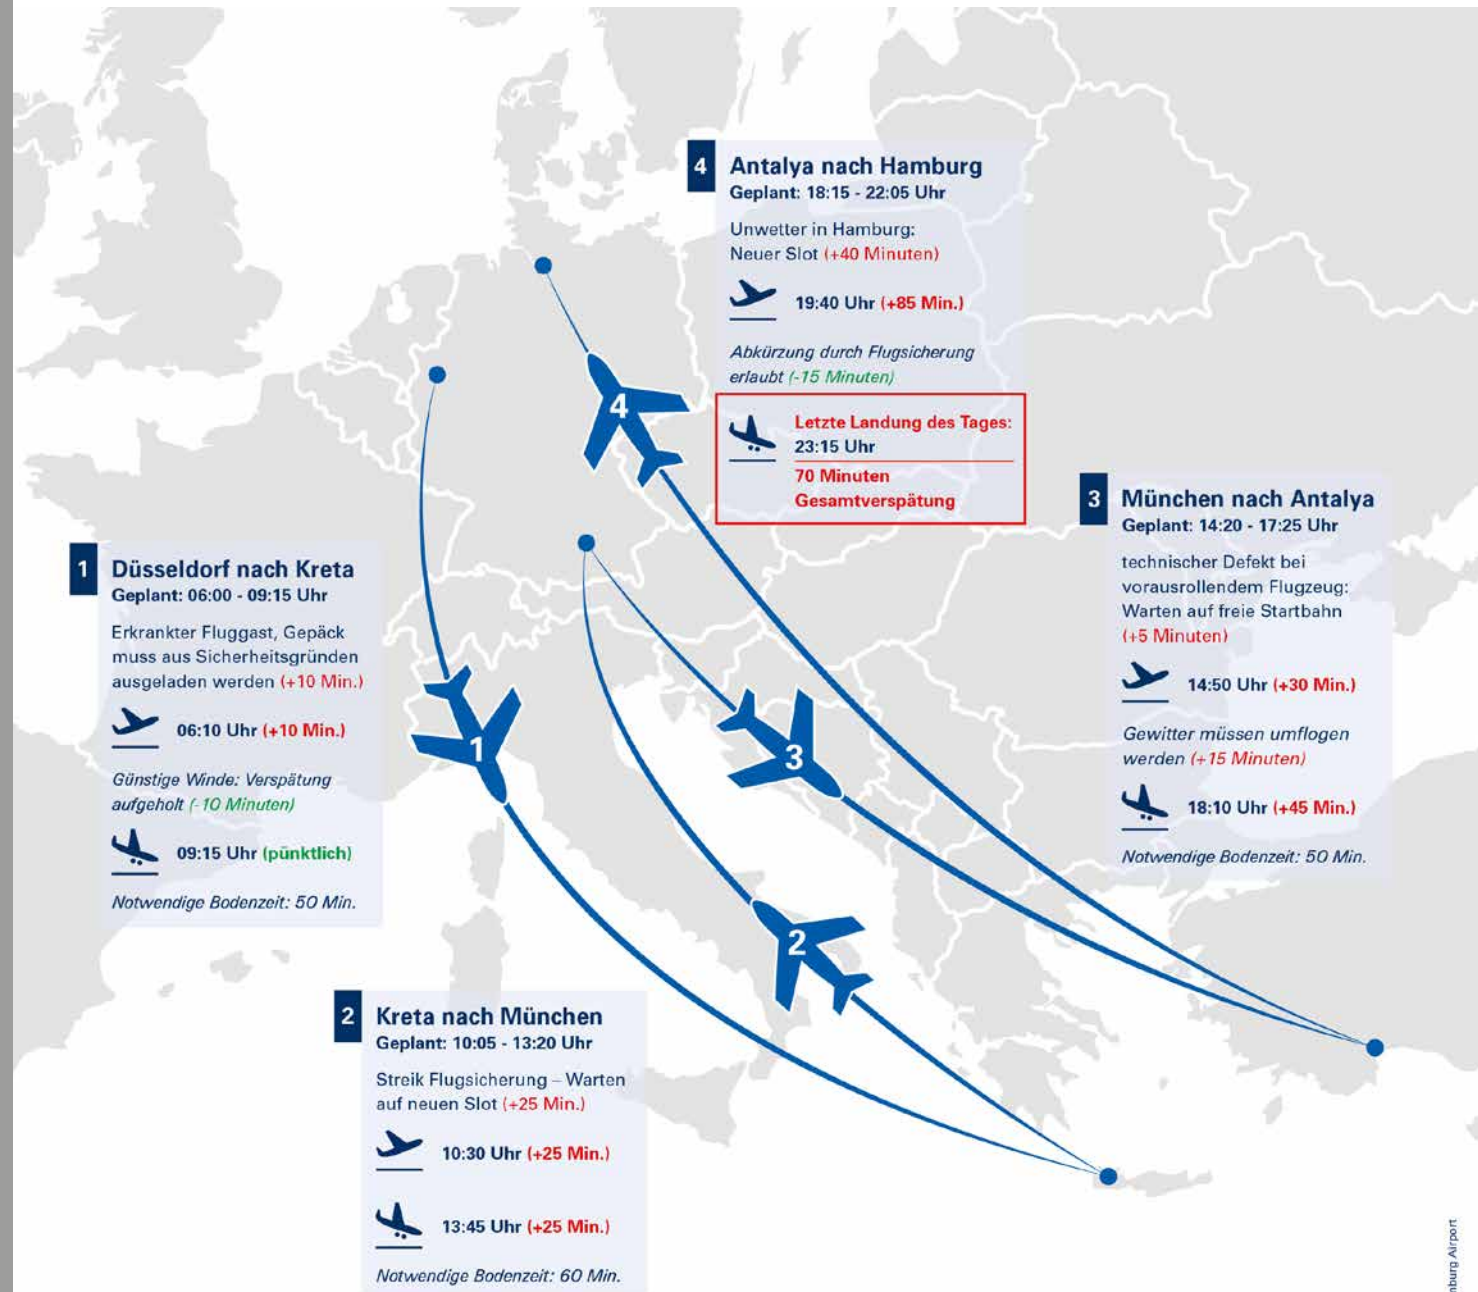 1
Düsseldorf nach Kreta
Geplant: 06:00 - 09:15 Uhr
Erkrankter Fluggast, Gepäck
muss aus Sicherheitsgründen
ausgeladen werden (+10 Min.)
06:10 Uhr (+10 Min.)
Günstige Winde: Verspätung
aufgeholt (-10 Minuten)
09:15 Uhr (pünktlich)
Notwendige Bodenzeit: 50 Min.
2
Kreta nach München
Geplant: 10:05 - 13:20 Uhr
Streik Flugsicherung – Warten
auf neuen Slot (+25 Min.)
10:30 Uhr (+25 Min.)
13:45 Uhr (+25 Min.)
Notwendige Bodenzeit: 60 Min.
3
München nach Antalya
Geplant: 14:20 - 17:25 Uhr
technischer Defekt bei
vorausrollendem Flugzeug:
Warten auf freie Startbahn
(+5 Minuten)
14:50 Uhr (+30 Min.)
Gewitter müssen umflogen
werden (+15 Minuten)
18:10 Uhr (+45 Min.)
Notwendige Bodenzeit: 50 Min.
4
Antalya nach Hamburg
Geplant: 18:15 - 22:05 Uhr
Unwetter in Hamburg:
Neuer Slot (+40 Minuten)
19:40 Uhr (+85 Min.)
Abkürzung durch Flugsicherung
erlaubt (-15 Minuten)
Letzte Landung des Tages:
23:15 Uhr
70 Minuten
Gesamtverspätung
1
2
3
4
Airport